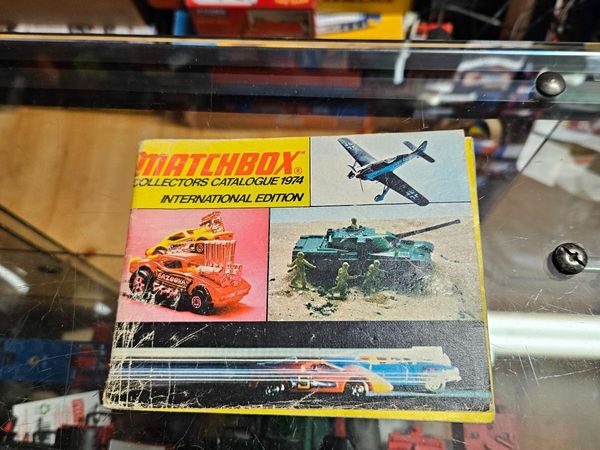 MATCHBOX®
COLLECTORS CATALOGUE 1974
INTERNATIONAL EDITION